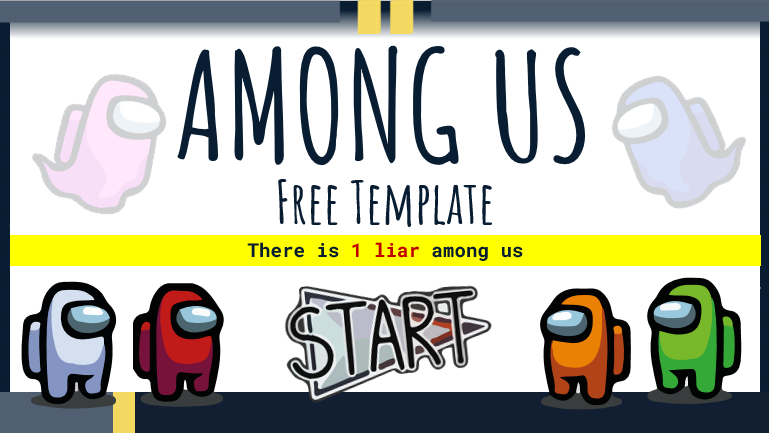 AMONG US
FREE TEMPLATE
There is 1 liar among us
START